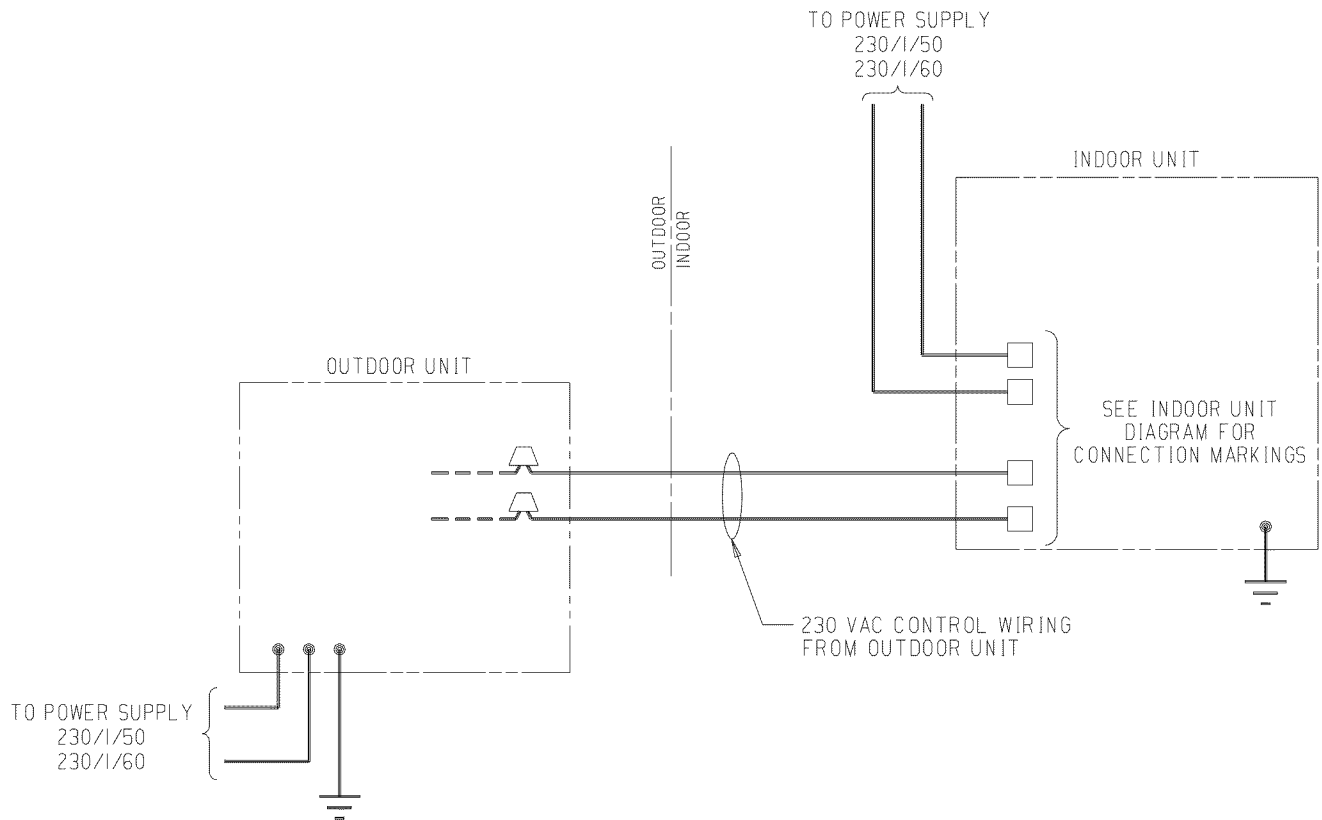 TO POWER SUPPLY
230/1/50
230/1/60
INDOOR UNIT
OUTDOOR
INDOOR
OUTDOOR UNIT
SEE INDOOR UNIT
DIAGRAM FOR
CONNECTION MARKINGS
230 VAC CONTROL WIRING
FROM OUTDOOR UNIT
TO POWER SUPPLY
230/1/50
230/1/60